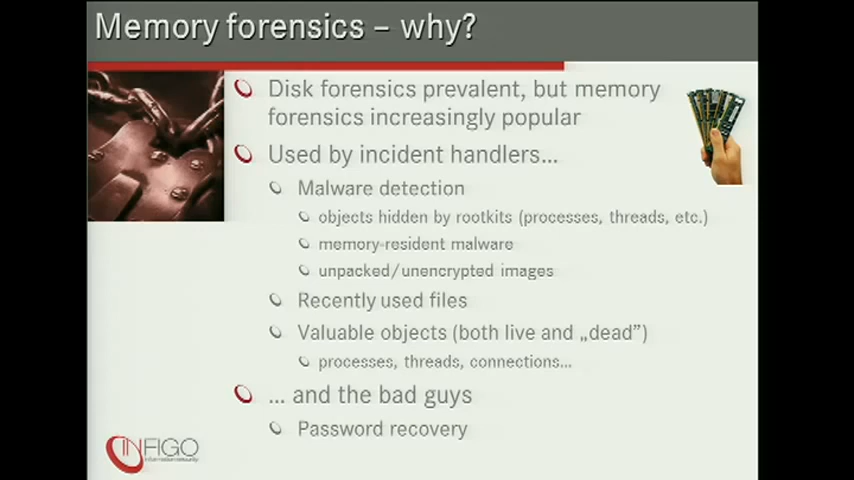 Memory forensics – why?
Disk forensics prevalent, but memory
forensics increasingly popular
Used by incident handlers...
Malware detection
objects hidden by rootkits (processes, threads, etc.)
memory-resident malware
unpacked/unencrypted images
Recently used files
Valuable objects (both live and „dead”)
processes, threads, connections...
... and the bad guys
Password recovery
INFIGO